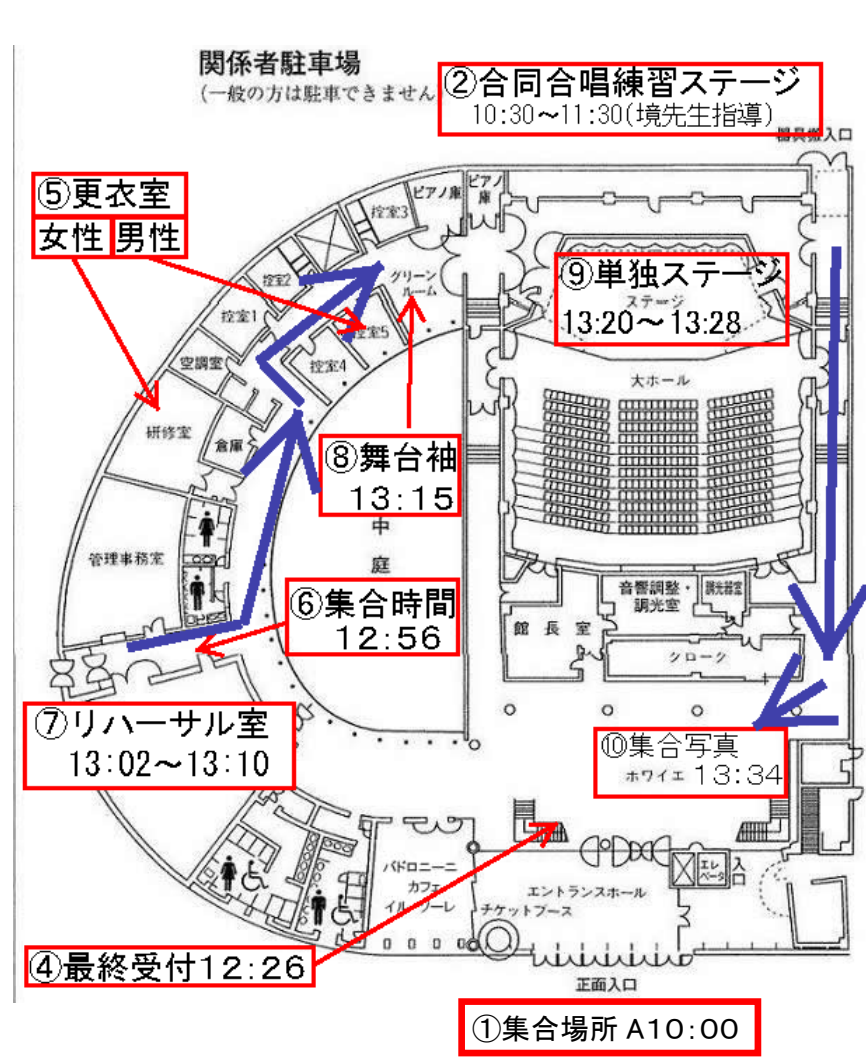 関係者駐車場
(一般の方は駐車できません
②合同合唱練習ステージ
10:30～11:30(境先生指導)
器具搬入口
⑤更衣室
女性 男性
ピアノ庫
ピアノ
庫
控室3
控室2
控室1
グリーン
ルーム
控室5
控室4
空調室
研修室
倉庫
⑨単独ステージ
ステージ
13:20～13:28
大ホール
⑧舞台袖
13:15
中
庭
管理事務室
⑥集合時間
12:56
音響調整・
調光室
調光器室
館長室
クローク
⑦リハーサル室
13:02～13:10
⑩集合写真
ホワイエ 13:34
パドロニーニ
カフェ
エレ
ベータ
入
口
エントランスホール
チケットブース
④最終受付12:26
正面入口
①集合場所 A10:00